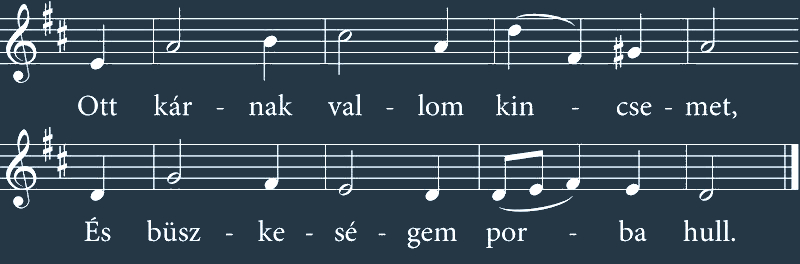 Ott kár - nak val - lom kin - cse - met,
És büsz - ke - sé - gem por - ba hull.